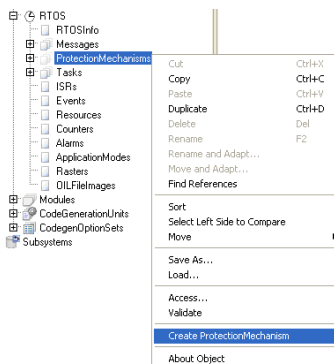 RTOS
RTOSInfo
Messages
ProtectionMechanisms
Tasks
ISRs
Events
Resources
Counters
Alarms
ApplicationModes
Rasters
OILFileImages
Modules
CodeGenerationUnits
CodegenOptionSets
Subsystems
Cut Ctrl+X
Copy Ctrl+C
Paste Ctrl+V
Duplicate Ctrl+D
Delete Del
Rename F2
Rename and Adapt...
Move and Adapt...
Find References
Sort
Select Left Side to Compare
Move
Save As...
Load...
Access...
Validate
Create ProtectionMechanism
About Object